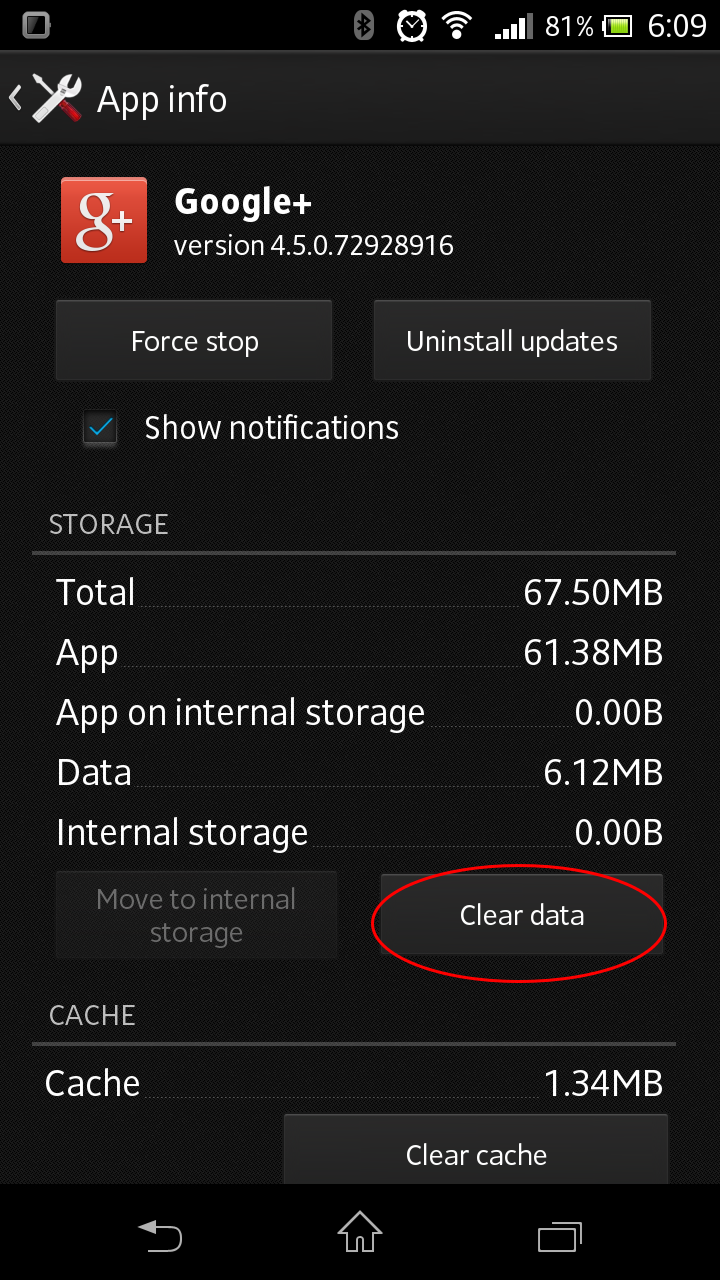 81% 6:09
App info
g+
Google+
version 4.5.0.72928916
Force stop Uninstall updates
Show notifications
STORAGE
Total 67.50MB
App 61.38MB
App on internal storage 0.00B
Data 6.12MB
Internal storage 0.00B
Move to internal
storage
Clear data
CACHE
Cache 1.34MB
Clear cache